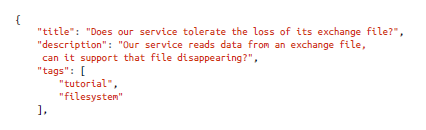 {
"title": "Does our service tolerate the loss of its exchange file?",
"description": "Our service reads data from an exchange file,
can it support that file disappearing?",
"tags": [
"tutorial",
"filesystem"
],